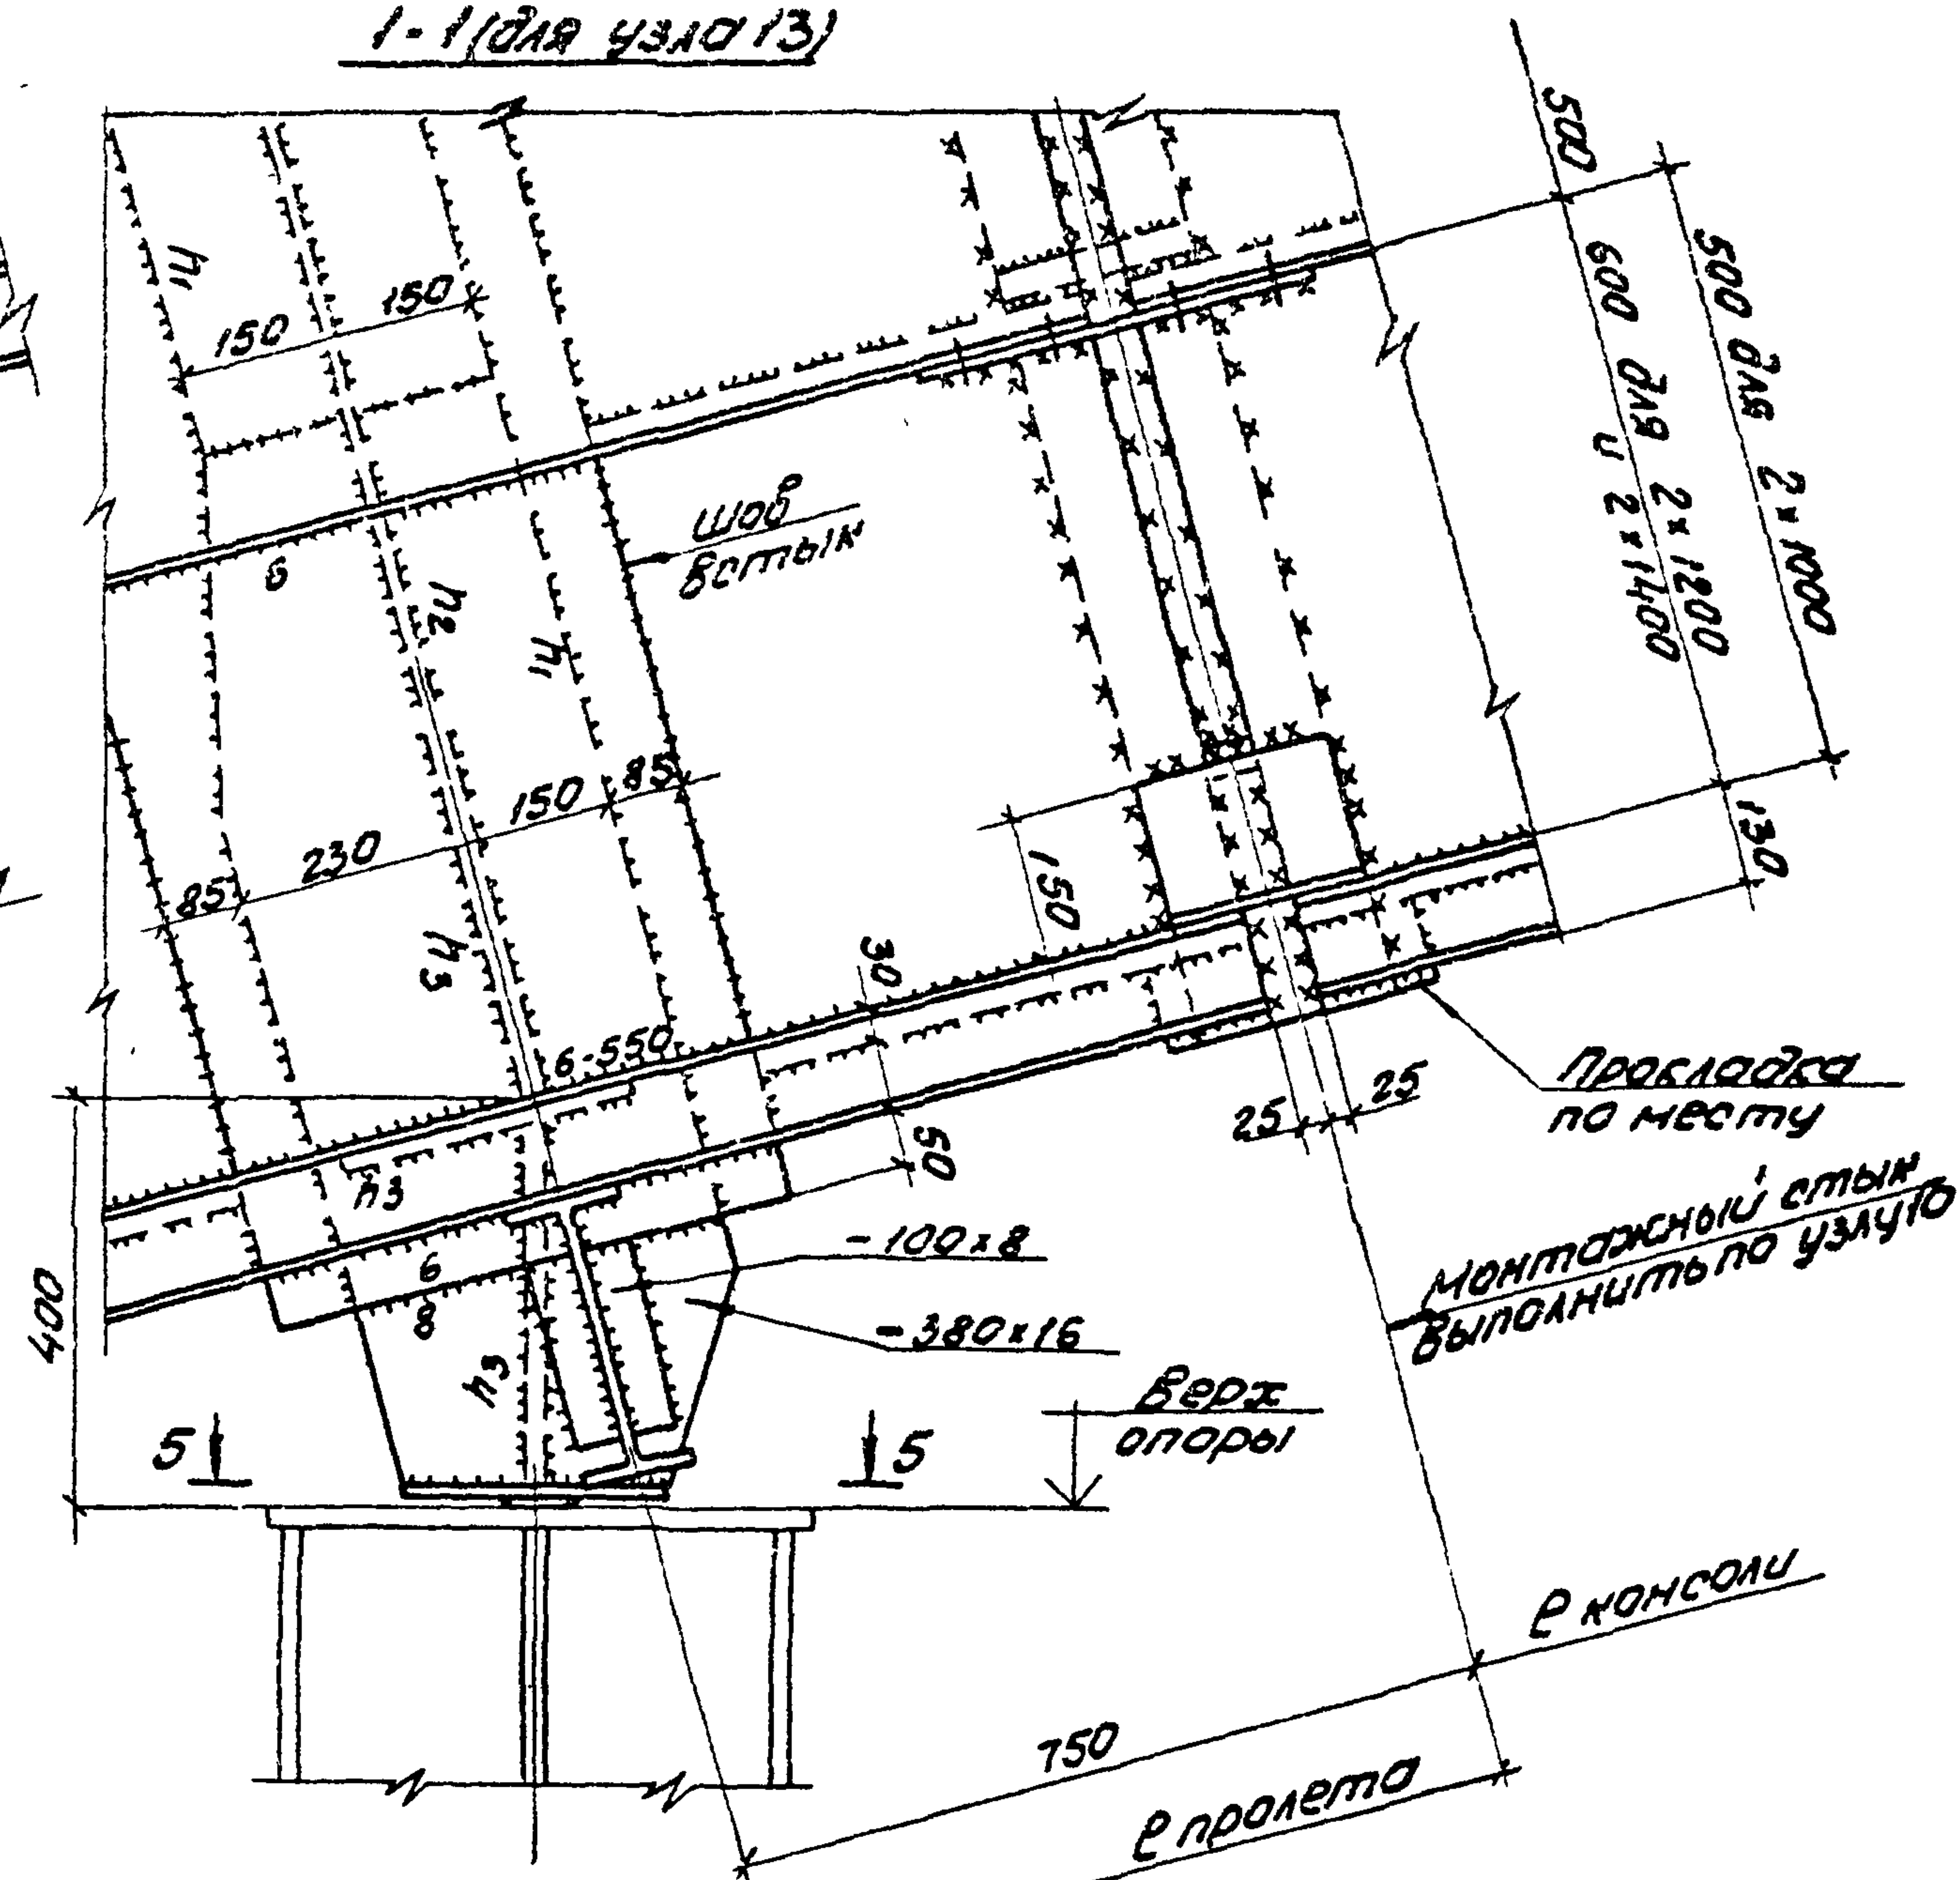 1-1 (для узла 13)
500
500 для 2×1000
600 для 2×1200
и 2×1400
130
h1
150
150
6
h2
h1
шов
встык
150
85
230
85
h3
150
30
6-550
h3
50
25
25
Прокладка
по месту
Монтажный стык
выполнить по узлу 10
-100×8
-380×16
6
8
h3
400
Верх
опоры
5
5
ℓ консоли
750
ℓ пролета